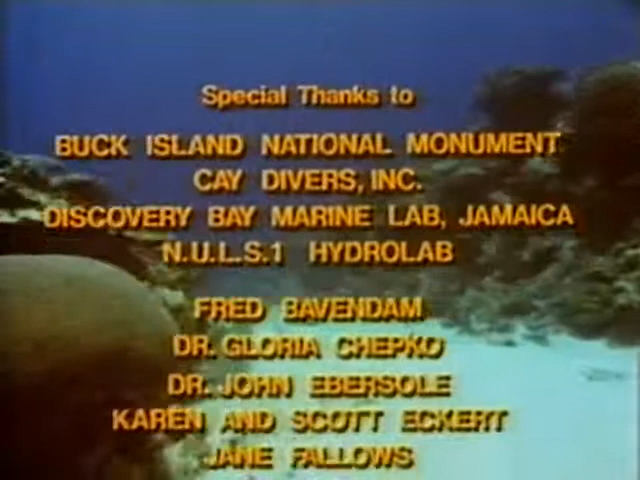 Special Thanks to
BUCK ISLAND NATIONAL MONUMENT
CAY DIVERS, INC.
DISCOVERY BAY MARINE LAB, JAMAICA
N.U.L.S.1 HYDROLAB
FRED BAVENDAM
DR. GLORIA CHEPKO
DR. JOHN EBERSOLE
KAREN AND SCOTT ECKERT
JANE FALLOWS